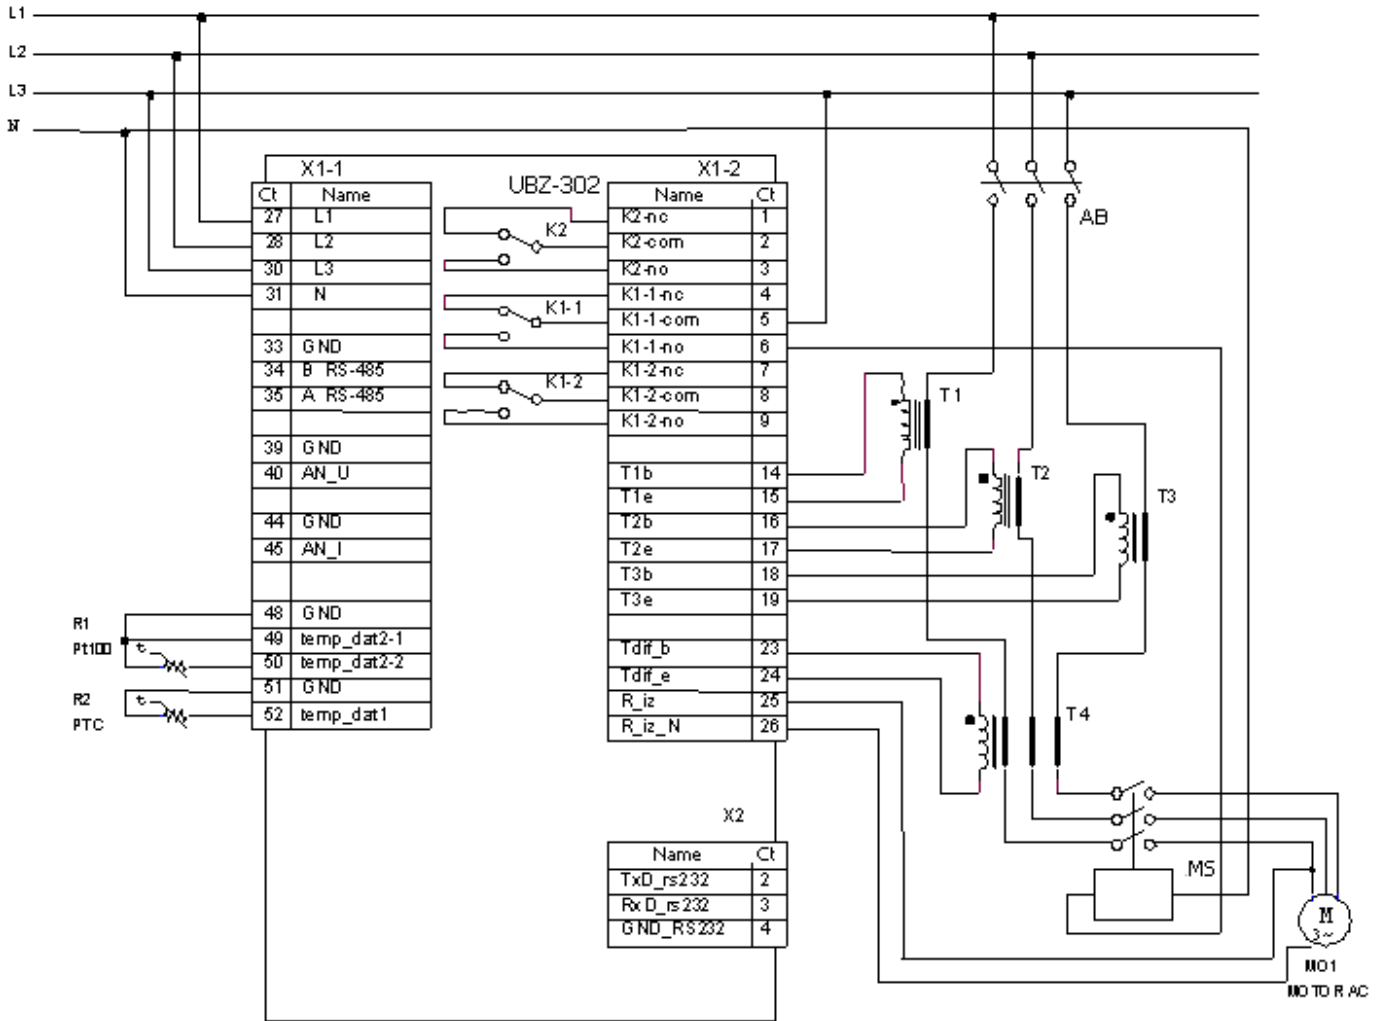 L1
L2
L3
N
X1-1
UBZ-302
X1-2
Ct Name
27 L1
28 L2
30 L3
31 N
33 GND
34 B RS-485
35 A RS-485
39 GND
40 AN_U
44 GND
45 AN_I
48 GND
49 temp_dat2-1
50 temp_dat2-2
51 GND
52 temp_dat1
R1
Pt100
t
R2
PTC
t
K2
K1-1
K1-2
Name Ct
K2-nc 1
K2-com 2
K2-no 3
K1-1-nc 4
K1-1-com 5
K1-1-no 6
K1-2-nc 7
K1-2-com 8
K1-2-no 9
T1b 14
T1e 15
T2b 16
T2e 17
T3b 18
T3e 19
Tdif_b 23
Tdif_e 24
R_iz 25
R_iz_N 26
X2
Name Ct
TxD_rs232 2
RxD_rs232 3
GND_RS232 4
AB
T1
T2
T3
T4
MS
M
3~
MO1
MOTOR AC